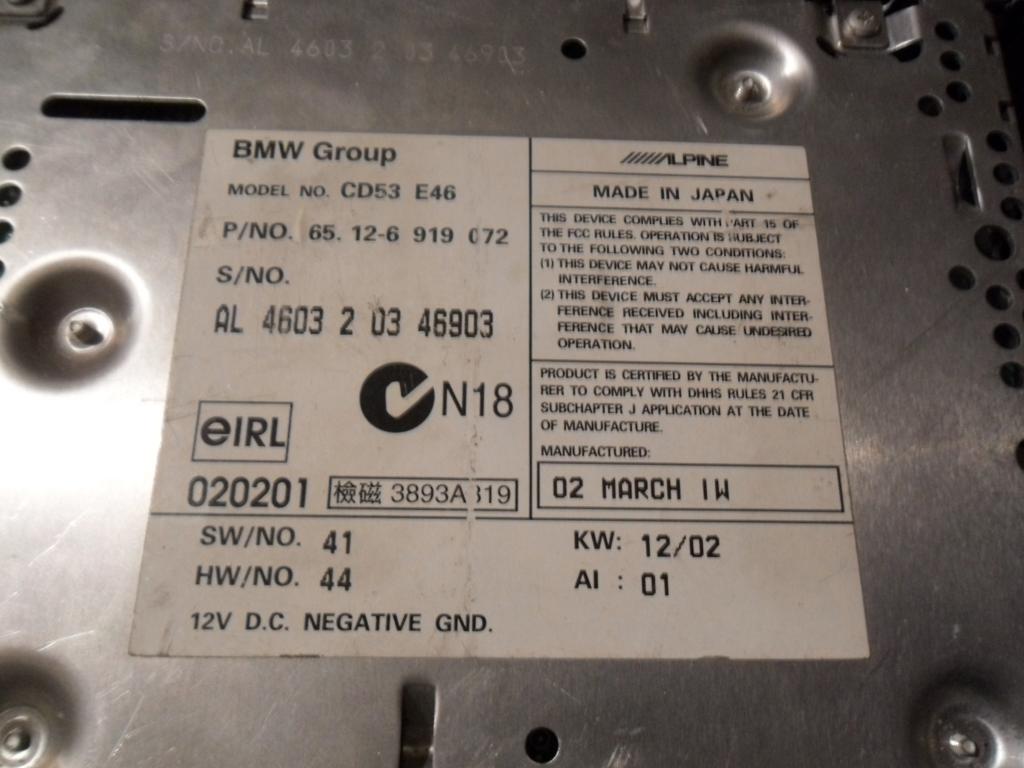 S/NO. AL 4603 2 03 46903
BMW Group
MODEL NO. CD53 E46
P/NO. 65. 12-6 919 072
S/NO.
AL 4603 2 03 46903
N18
eIRL
020201 檢磁 3893A319
ALPINE
MADE IN JAPAN
THIS DEVICE COMPLIES WITH PART 15 OF
THE FCC RULES. OPERATION IS SUBJECT
TO THE FOLLOWING TWO CONDITIONS:
(1) THIS DEVICE MAY NOT CAUSE HARMFUL
INTERFERENCE.
(2) THIS DEVICE MUST ACCEPT ANY INTER-
FERENCE RECEIVED INCLUDING INTER-
FERENCE THAT MAY CAUSE UNDESIRED
OPERATION.
PRODUCT IS CERTIFIED BY THE MANUFACTU-
RER TO COMPLY WITH DHHS RULES 21 CFR
SUBCHAPTER J APPLICATION AT THE DATE
OF MANUFACTURE.
MANUFACTURED:
02 MARCH 1W
SW/NO. 41
HW/NO. 44
12V D.C. NEGATIVE GND.
KW: 12/02
AI : 01